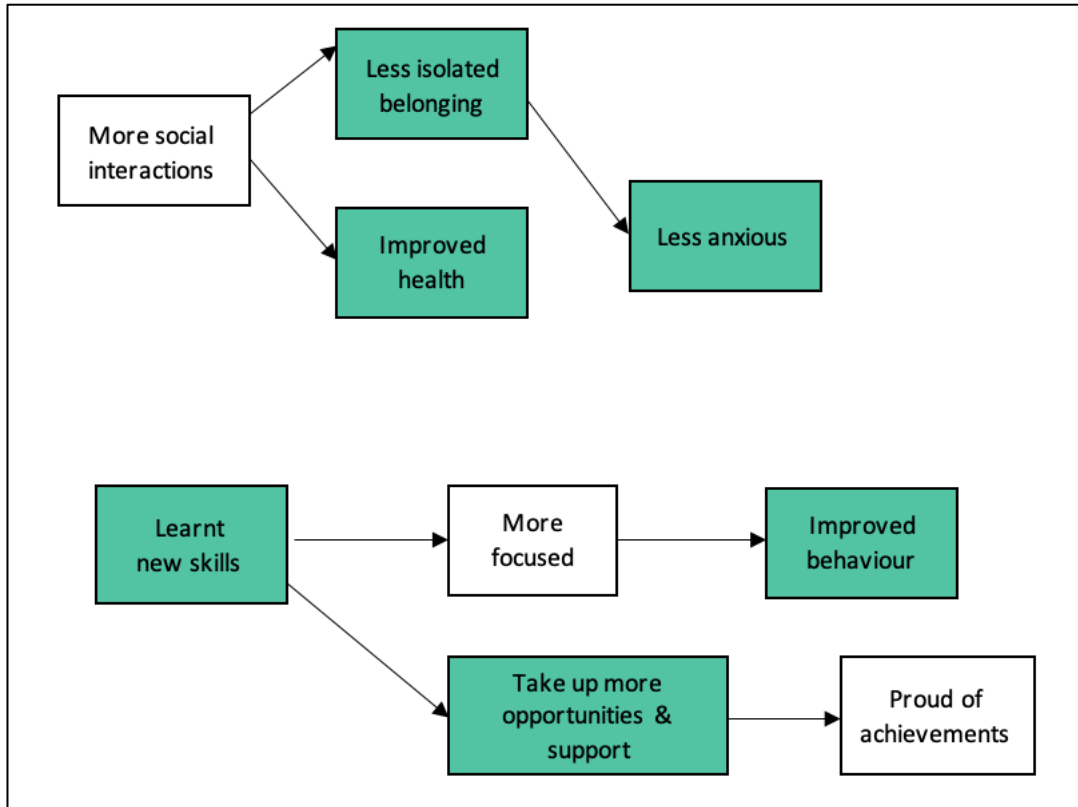 Less isolated
belonging
More social
interactions
Improved
health
Less anxious
Learnt
new skills
More
focused
Improved
behaviour
Take up more
opportunities &
support
Proud of
achievements